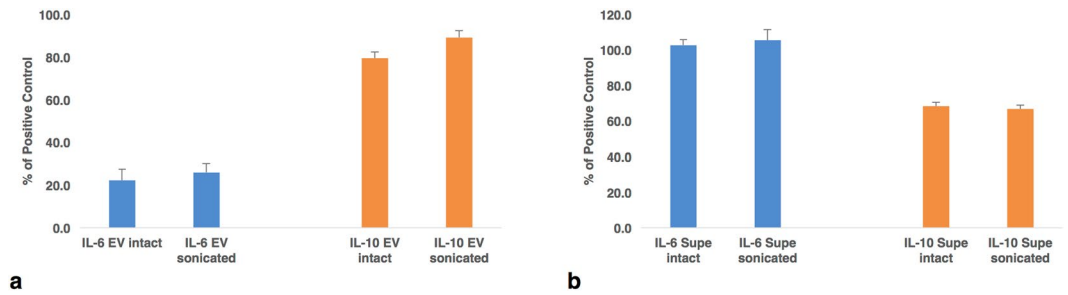 100.0
80.0
60.0
40.0
20.0
0.0
% of Positive Control
IL-6 EV intact
IL-6 EV
sonicated
IL-10 EV
intact
IL-10 EV
sonicated
a
120.0
100.0
80.0
60.0
40.0
20.0
0.0
% of Positive Control
IL-6 Supe
intact
IL-6 Supe
sonicated
IL-10 Supe
intact
IL-10 Supe
sonicated
b